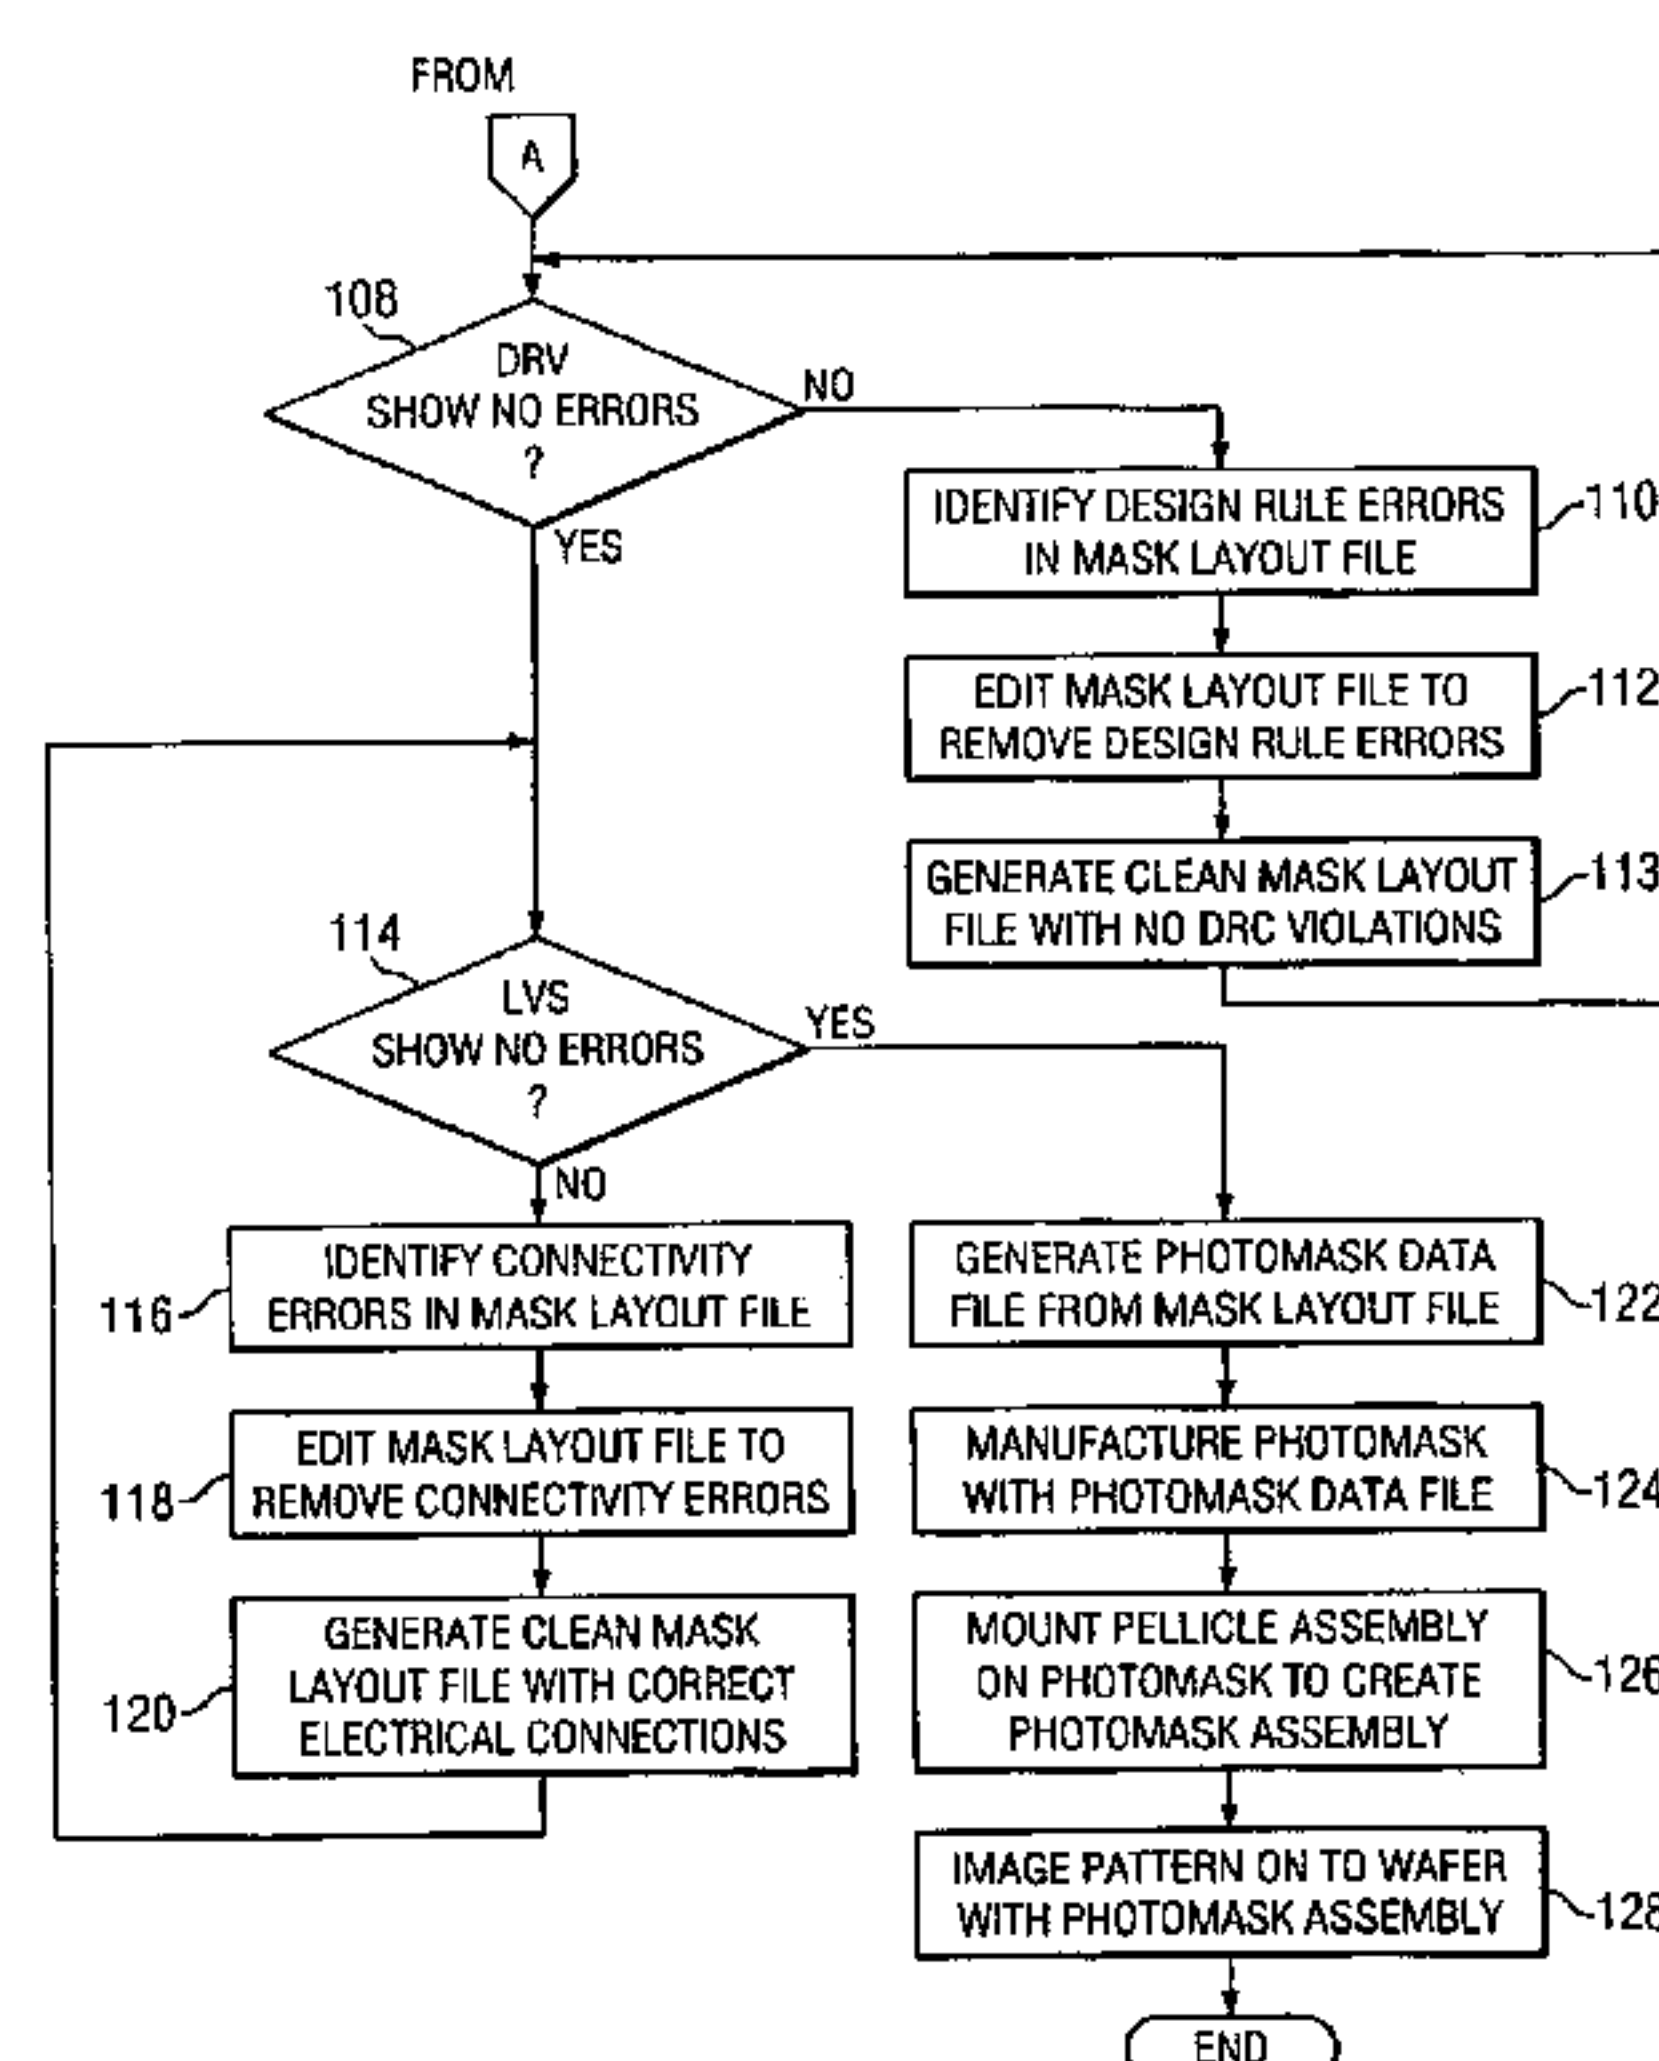 FROM
A
108
DRV
SHOW NO ERRORS
?
NO
YES
IDENTIFY DESIGN RULE ERRORS
IN MASK LAYOUT FILE
110
EDIT MASK LAYOUT FILE TO
REMOVE DESIGN RULE ERRORS
112
GENERATE CLEAN MASK LAYOUT
FILE WITH NO DRC VIOLATIONS
113
114
LVS
SHOW NO ERRORS
?
YES
NO
IDENTIFY CONNECTIVITY
ERRORS IN MASK LAYOUT FILE
116
EDIT MASK LAYOUT FILE TO
REMOVE CONNECTIVITY ERRORS
118
GENERATE CLEAN MASK
LAYOUT FILE WITH CORRECT
ELECTRICAL CONNECTIONS
120
GENERATE PHOTOMASK DATA
FILE FROM MASK LAYOUT FILE
122
MANUFACTURE PHOTOMASK
WITH PHOTOMASK DATA FILE
124
MOUNT PELLICLE ASSEMBLY
ON PHOTOMASK TO CREATE
PHOTOMASK ASSEMBLY
126
IMAGE PATTERN ON TO WAFER
WITH PHOTOMASK ASSEMBLY
128
END